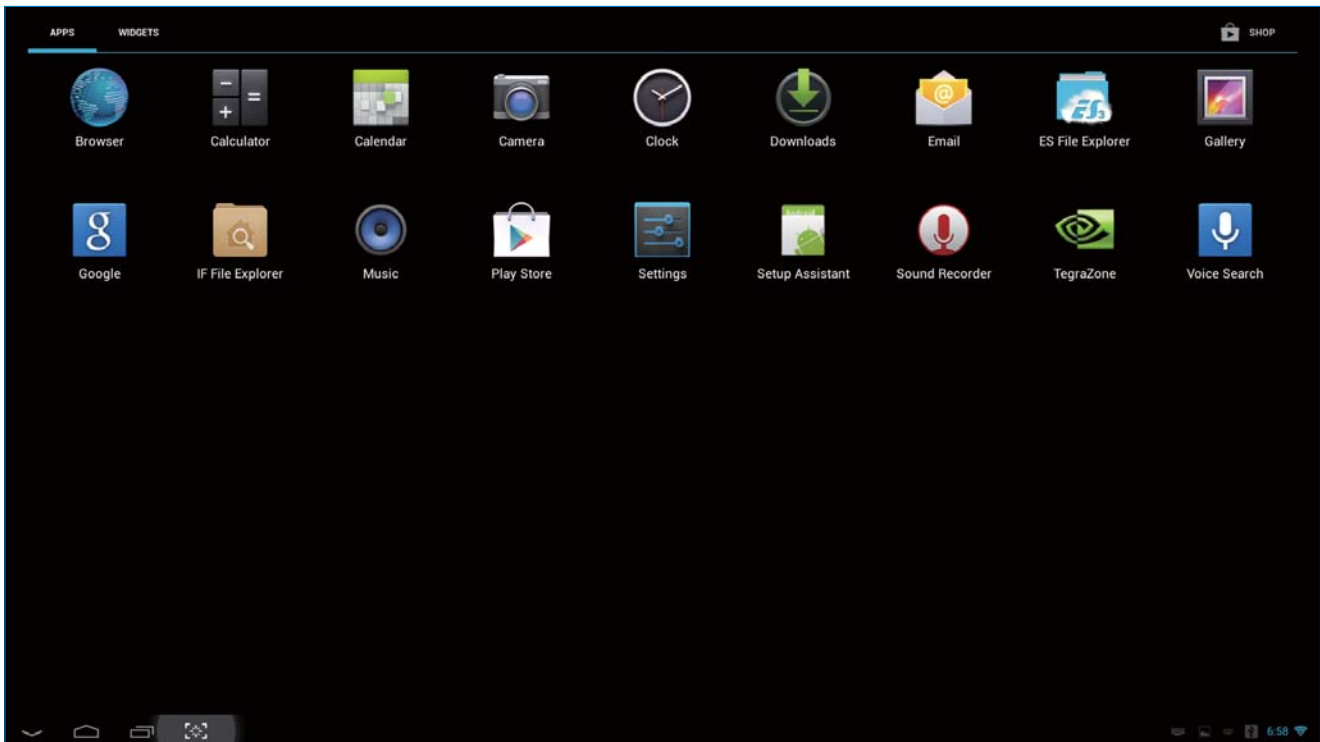 APPS WIDGETS SHOP
Browser Calculator Calendar Camera Clock Downloads Email ES File Explorer Gallery
Google IF File Explorer Music Play Store Settings Setup Assistant Sound Recorder TegraZone Voice Search
6:58